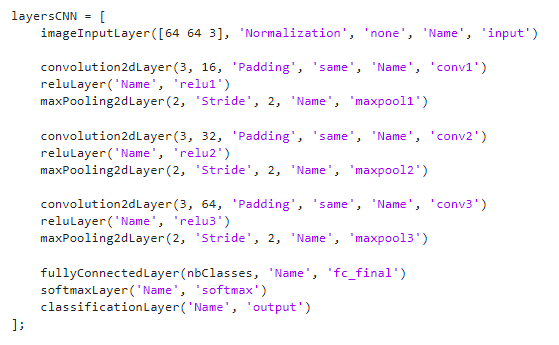 layersCNN = [
imageInputLayer([64 64 3], 'Normalization', 'none', 'Name', 'input')
convolution2dLayer(3, 16, 'Padding', 'same', 'Name', 'conv1')
reluLayer('Name', 'relu1')
maxPooling2dLayer(2, 'Stride', 2, 'Name', 'maxpool1')
convolution2dLayer(3, 32, 'Padding', 'same', 'Name', 'conv2')
reluLayer('Name', 'relu2')
maxPooling2dLayer(2, 'Stride', 2, 'Name', 'maxpool2')
convolution2dLayer(3, 64, 'Padding', 'same', 'Name', 'conv3')
reluLayer('Name', 'relu3')
maxPooling2dLayer(2, 'Stride', 2, 'Name', 'maxpool3')
fullyConnectedLayer(nbClasses, 'Name', 'fc_final')
softmaxLayer('Name', 'softmax')
classificationLayer('Name', 'output')
];